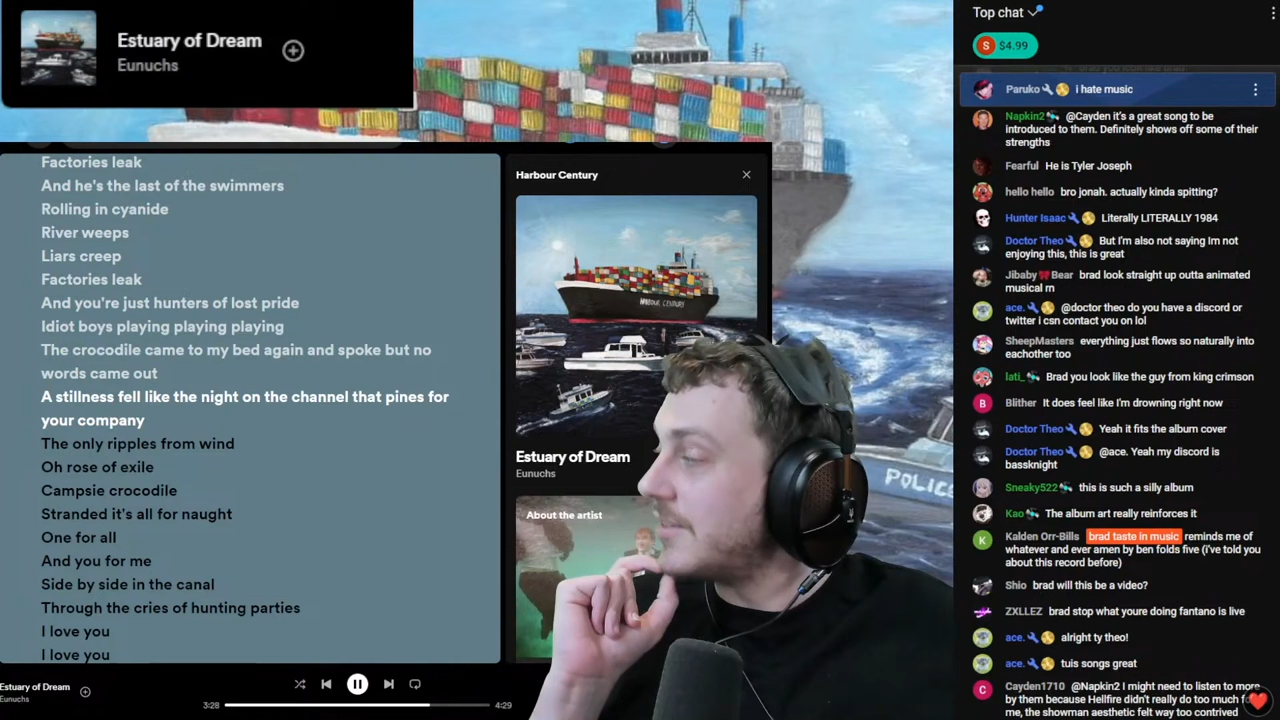 Estuary of Dream
Eunuchs
Factories leak
And he's the last of the swimmers
Rolling in cyanide
River weeps
Liars creep
Factories leak
And you're just hunters of lost pride
Idiot boys playing playing playing
The crocodile came to my bed again and spoke but no
words came out
A stillness fell like the night on the channel that pines for
your company
The only ripples from wind
Oh rose of exile
Campsie crocodile
Stranded it's all for naught
One for all
And you for me
Side by side in the canal
Through the cries of hunting parties
I love you
I love you
Harbour Century
HARBOUR CENTURY
Estuary of Dream
Eunuchs
About the artist
POLICE
Estuary of Dream
Eunuchs
3:28
4:29
Top chat
S $4.99
Paruko i hate music
Napkin2 @Cayden it's a great song to be
introduced to them. Definitely shows off some of their
strengths
Fearful He is Tyler Joseph
hello hello bro jonah. actually kinda spitting?
Hunter Isaac Literally LITERALLY 1984
Doctor Theo But I'm also not saying Im not
enjoying this, this is great
Jibaby Bear brad look straight up outta animated
musical rn
ace. @doctor theo do you have a discord or
twitter i csn contact you on lol
SheepMasters everything just flows so naturally into
eachother too
lati_ Brad you look like the guy from king crimson
B Blither It does feel like I'm drowning right now
Doctor Theo Yeah it fits the album cover
Doctor Theo @ace. Yeah my discord is
bassknight
Sneaky522 this is such a silly album
Kao The album art really reinforces it
K Kalden Orr-Bills brad taste in music reminds me of
whatever and ever amen by ben folds five (i've told you
about this record before)
Shio brad will this be a video?
ZXLLEZ brad stop what youre doing fantano is live
ace. alright ty theo!
ace. tuis songs great
C Cayden1710 @Napkin2 I might need to listen to more
by them because Hellfire didn't really do too much for
me, the showman aesthetic felt way too contrived